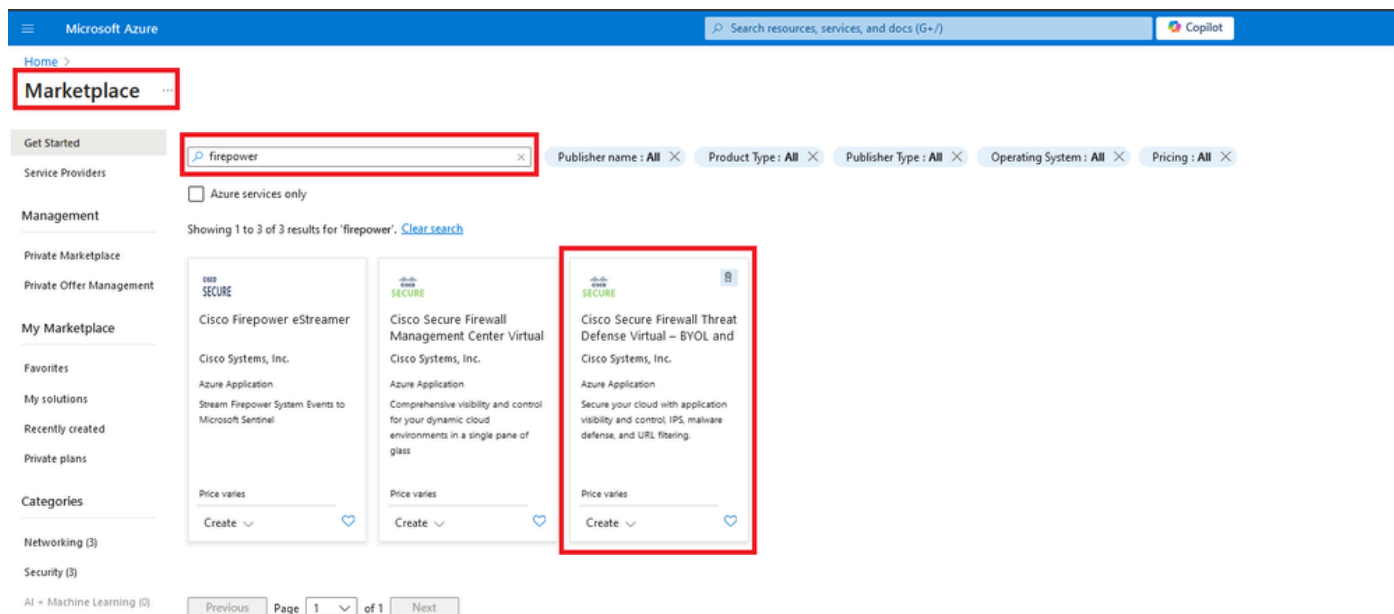 Microsoft Azure
Search resources, services, and docs (G+/)
Copilot
Home >
Marketplace ...
Get Started
Service Providers
Management
Private Marketplace
Private Offer Management
My Marketplace
Favorites
My solutions
Recently created
Private plans
Categories
Networking (3)
Security (3)
AI + Machine Learning (0)
firepower
Publisher name : All
Product Type : All
Publisher Type : All
Operating System : All
Pricing : All
Azure services only
Showing 1 to 3 of 3 results for 'firepower'. Clear search
CISCO
SECURE
Cisco Firepower eStreamer
Cisco Systems, Inc.
Azure Application
Stream Firepower System Events to
Microsoft Sentinel
Price varies
Create
CISCO
SECURE
Cisco Secure Firewall
Management Center Virtual
Cisco Systems, Inc.
Azure Application
Comprehensive visibility and control
for your dynamic cloud
environments in a single pane of
glass
Price varies
Create
CISCO
SECURE
Cisco Secure Firewall Threat
Defense Virtual – BYOL and
Cisco Systems, Inc.
Azure Application
Secure your cloud with application
visibility and control, IPS, malware
defense, and URL filtering.
Price varies
Create
Previous Page 1 of 1 Next